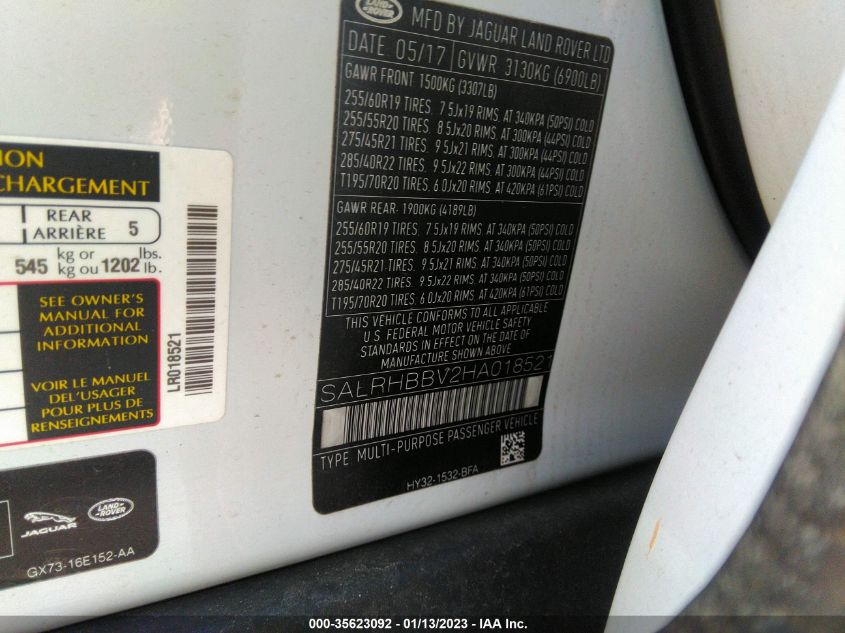 LAND-
ROVER
MFD BY JAGUAR LAND ROVER LTD
DATE 05/17 GVWR 3130KG (6900LB)
GAWR FRONT 1500KG (3307LB)
255/60R19 TIRES. 7 5Jx19 RIMS. AT 340KPA (50PSI) COLD
255/55R20 TIRES. 8 5Jx20 RIMS. AT 300KPA (44PSI) COLD
275/45R21 TIRES. 9 5Jx21 RIMS. AT 300KPA (44PSI) COLD
285/40R22 TIRES. 9 5Jx22 RIMS. AT 300KPA (44PSI) COLD
T195/70R20 TIRES. 6 0Jx20 RIMS. AT 420KPA (61PSI) COLD
GAWR REAR: 1900KG (4189LB)
255/60R19 TIRES. 7 5Jx19 RIMS. AT 340KPA (50PSI) COLD
255/55R20 TIRES. 8 5Jx20 RIMS. AT 340KPA (50PSI) COLD
275/45R21 TIRES. 9 5Jx21 RIMS. AT 340KPA (50PSI) COLD
285/40R22 TIRES. 9 5Jx22 RIMS. AT 340KPA (50PSI) COLD
T195/70R20 TIRES. 6 0Jx20 RIMS. AT 420KPA (61PSI) COLD
THIS VEHICLE CONFORMS TO ALL APPLICABLE
U S FEDERAL MOTOR VEHICLE SAFETY
STANDARDS IN EFFECT ON THE DATE OF
MANUFACTURE SHOWN ABOVE
SALRHBBV2HA018521
TYPE MULTI-PURPOSE PASSENGER VEHICLE
HY32-1532-BFA
TION
CHARGEMENT
REAR
ARRIÈRE 5
545 kg or kg ou 1202 lbs. lb.
SEE OWNER'S
MANUAL FOR
ADDITIONAL
INFORMATION
VOIR LE MANUEL
DEL'USAGER
POUR PLUS DE
RENSEIGNEMENTS
LR018521
JAGUAR
LAND-
ROVER
GX73-16E152-AA
000-35623092 - 01/13/2023 - IAA Inc.